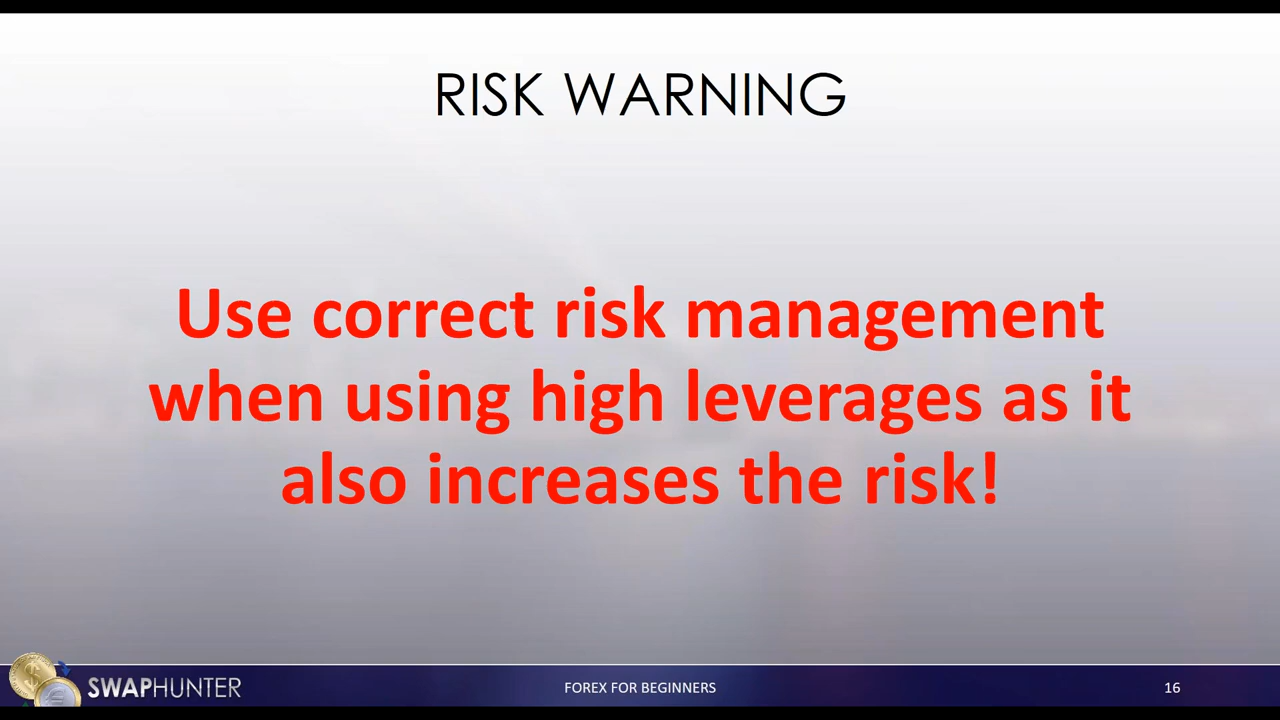 RISK WARNING
Use correct risk management
when using high leverages as it
also increases the risk!
SWAPHUNTER
FOREX FOR BEGINNERS
16